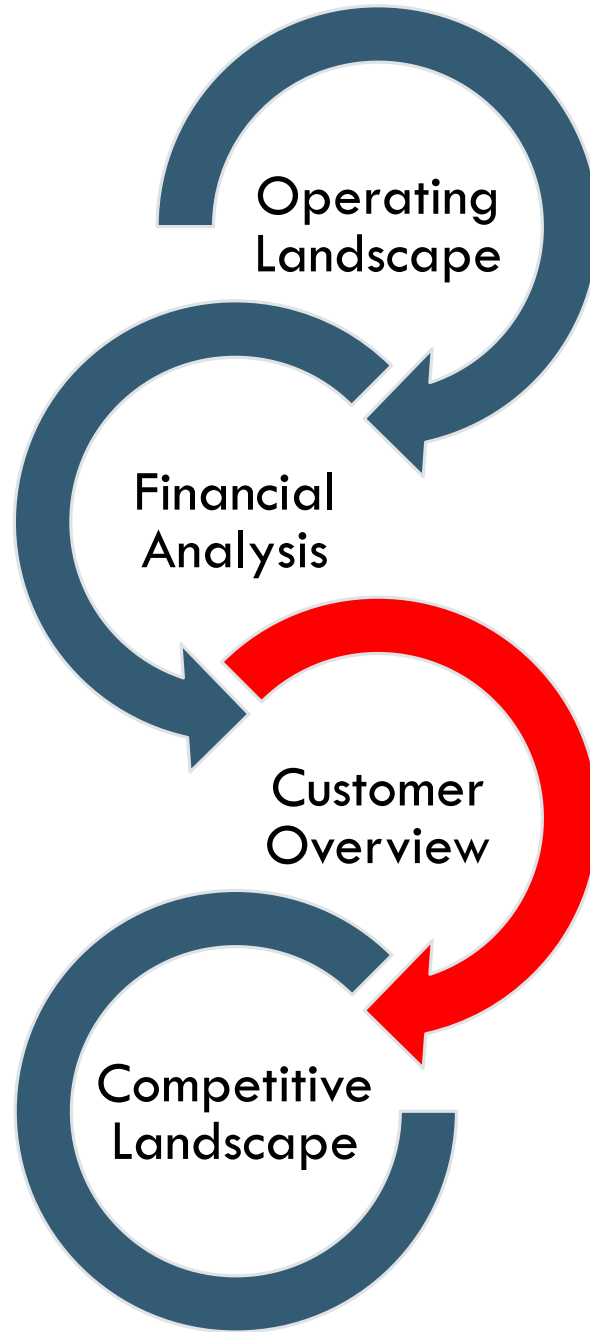 Operating
Landscape
Financial
Analysis
Customer
Overview
Competitive
Landscape